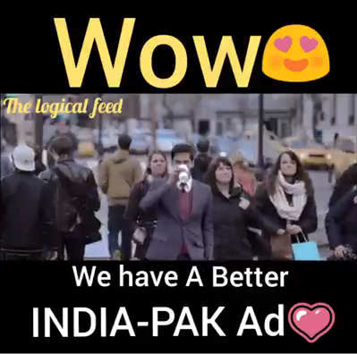 Wow😍
The logical feed
We have A Better
INDIA-PAK Ad💗